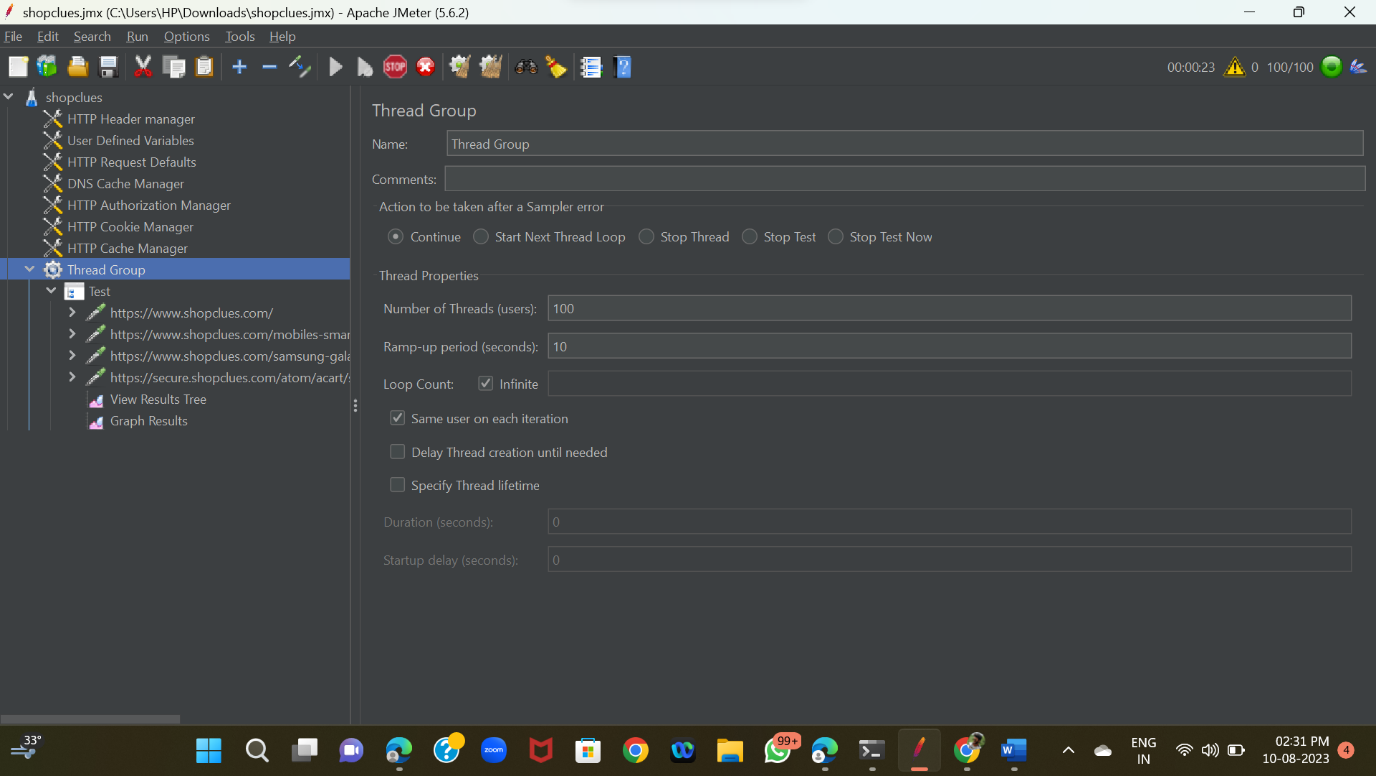 shopclues.jmx (C:\Users\HP\Downloads\shopclues.jmx) - Apache JMeter (5.6.2)
File Edit Search Run Options Tools Help
STOP 00:00:23 0 100/100
shopclues
HTTP Header manager
User Defined Variables
HTTP Request Defaults
DNS Cache Manager
HTTP Authorization Manager
HTTP Cookie Manager
HTTP Cache Manager
Thread Group
Test
https://www.shopclues.com/
https://www.shopclues.com/mobiles-smar
https://www.shopclues.com/samsung-gala
https://secure.shopclues.com/atom/acart/
View Results Tree
Graph Results
Thread Group
Name: Thread Group
Comments:
Action to be taken after a Sampler error
Continue Start Next Thread Loop Stop Thread Stop Test Stop Test Now
Thread Properties
Number of Threads (users): 100
Ramp-up period (seconds): 10
Loop Count: Infinite
Same user on each iteration
Delay Thread creation until needed
Specify Thread lifetime
Duration (seconds): 0
Startup delay (seconds): 0
33°
zoom
99+
W
ENG
IN
02:31 PM
10-08-2023
4